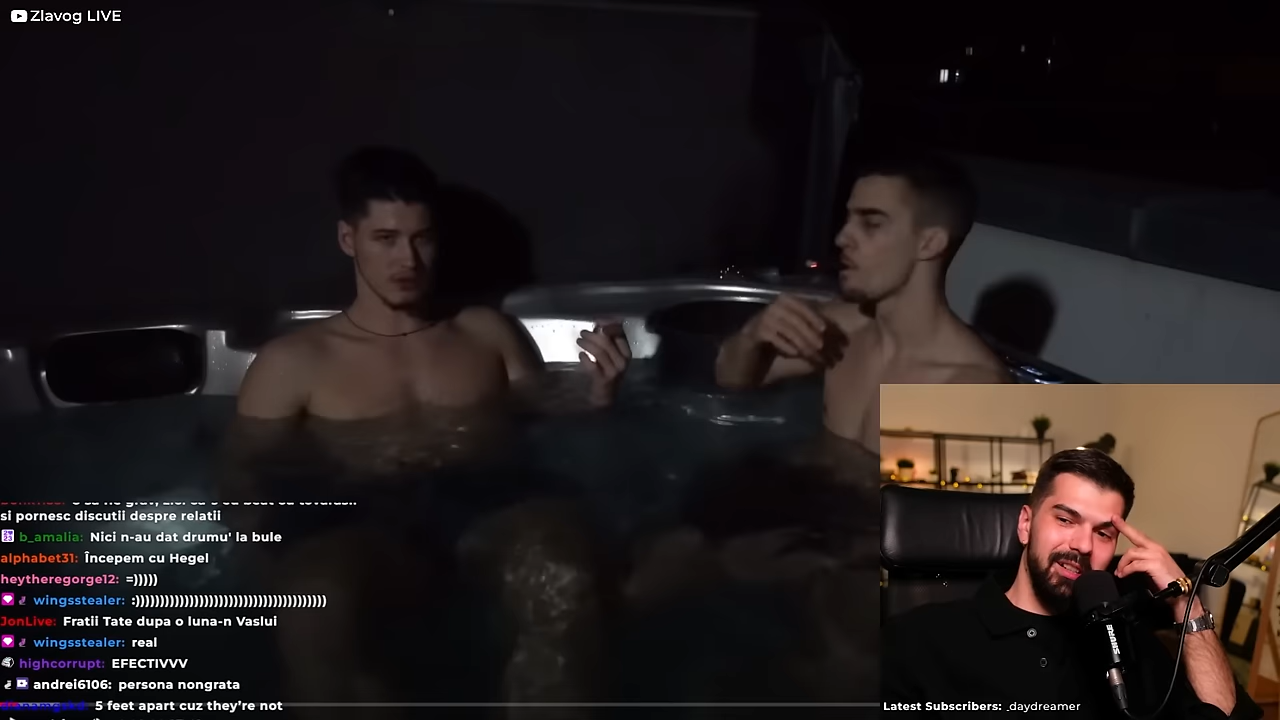 Zlavog LIVE
si pornesc discutii despre relatii
b_amalia: Nici n-au dat drumu' la bule
alphabet31: Începem cu Hegel
heytheregorge12: =)))))
wingsstealer: :))))))))))))))))))))))))))))))))))))))
JonLive: Fratii Tate dupa o luna-n Vaslui
wingsstealer: real
highcorrupt: EFECTIVVV
andrei6106: persona nongrata
5 feet apart cuz they're not
SHURE
Latest Subscribers: _daydreamer